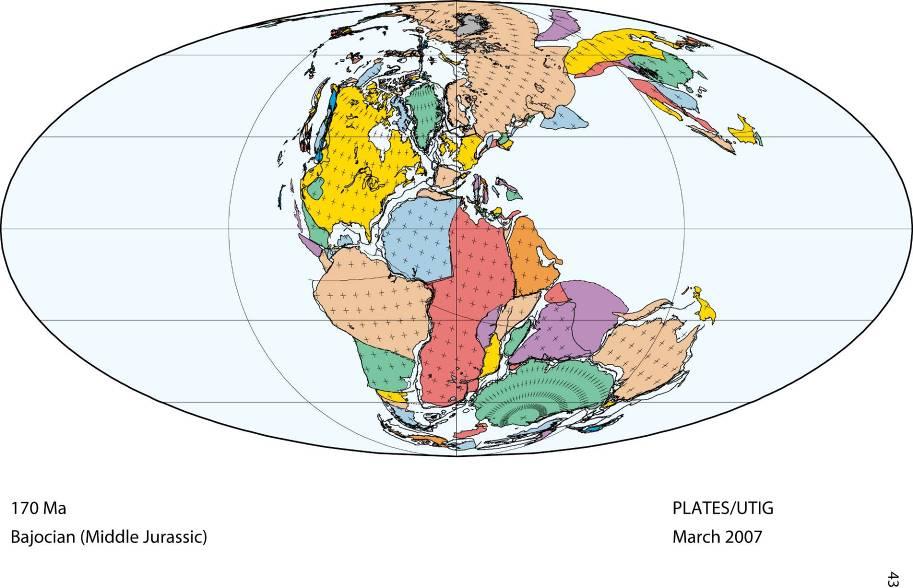 170 Ma
Bajocian (Middle Jurassic)
PLATES/UTIG
March 2007
43